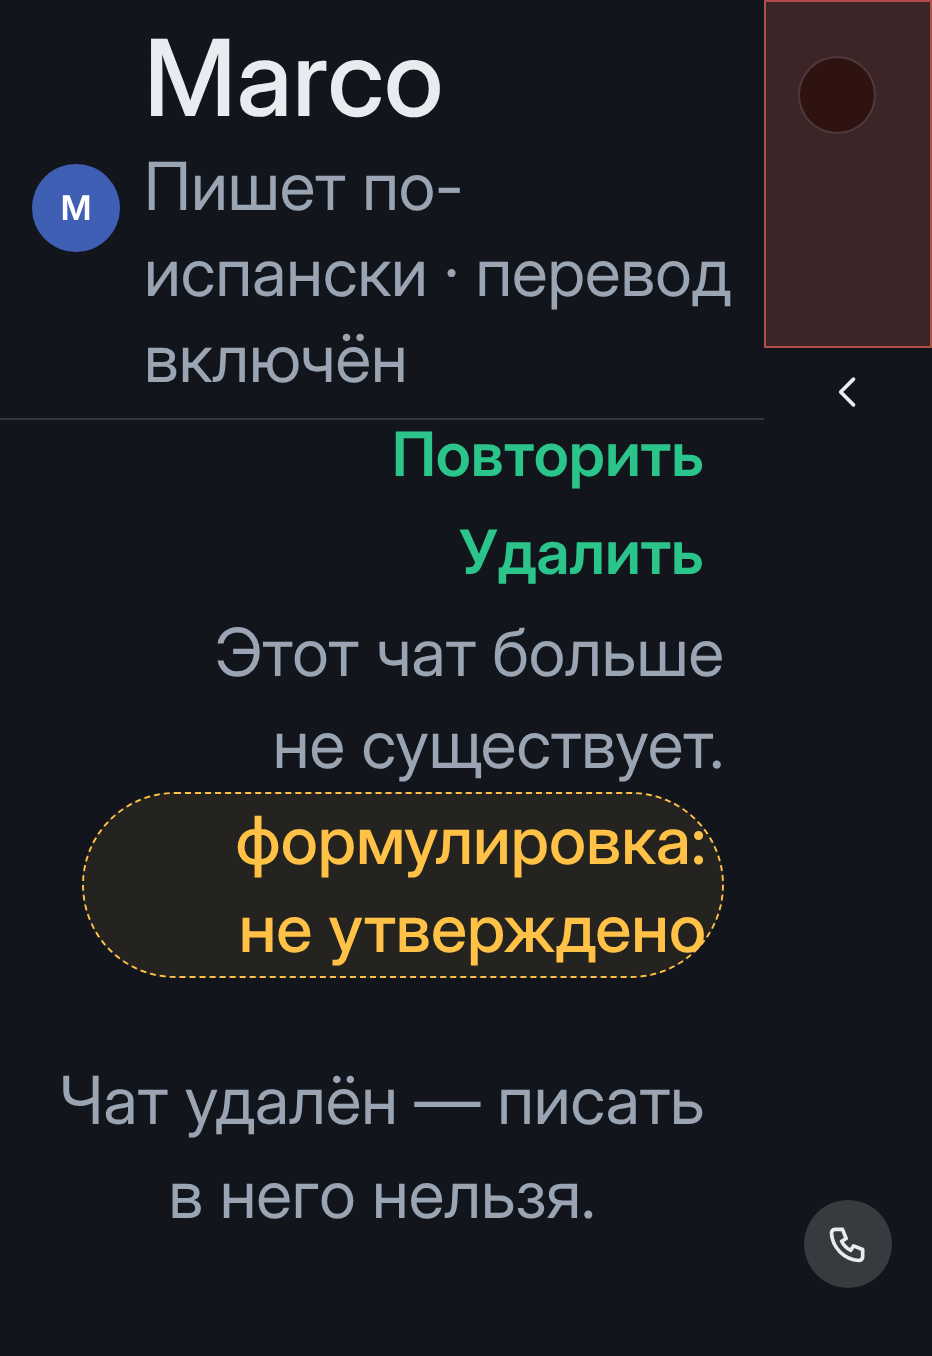 Marco
M
Пишет по-
испански · перевод
включён
Повторить
Удалить
Этот чат больше
не существует.
формулировка:
не утверждено
Чат удалён — писать
в него нельзя.